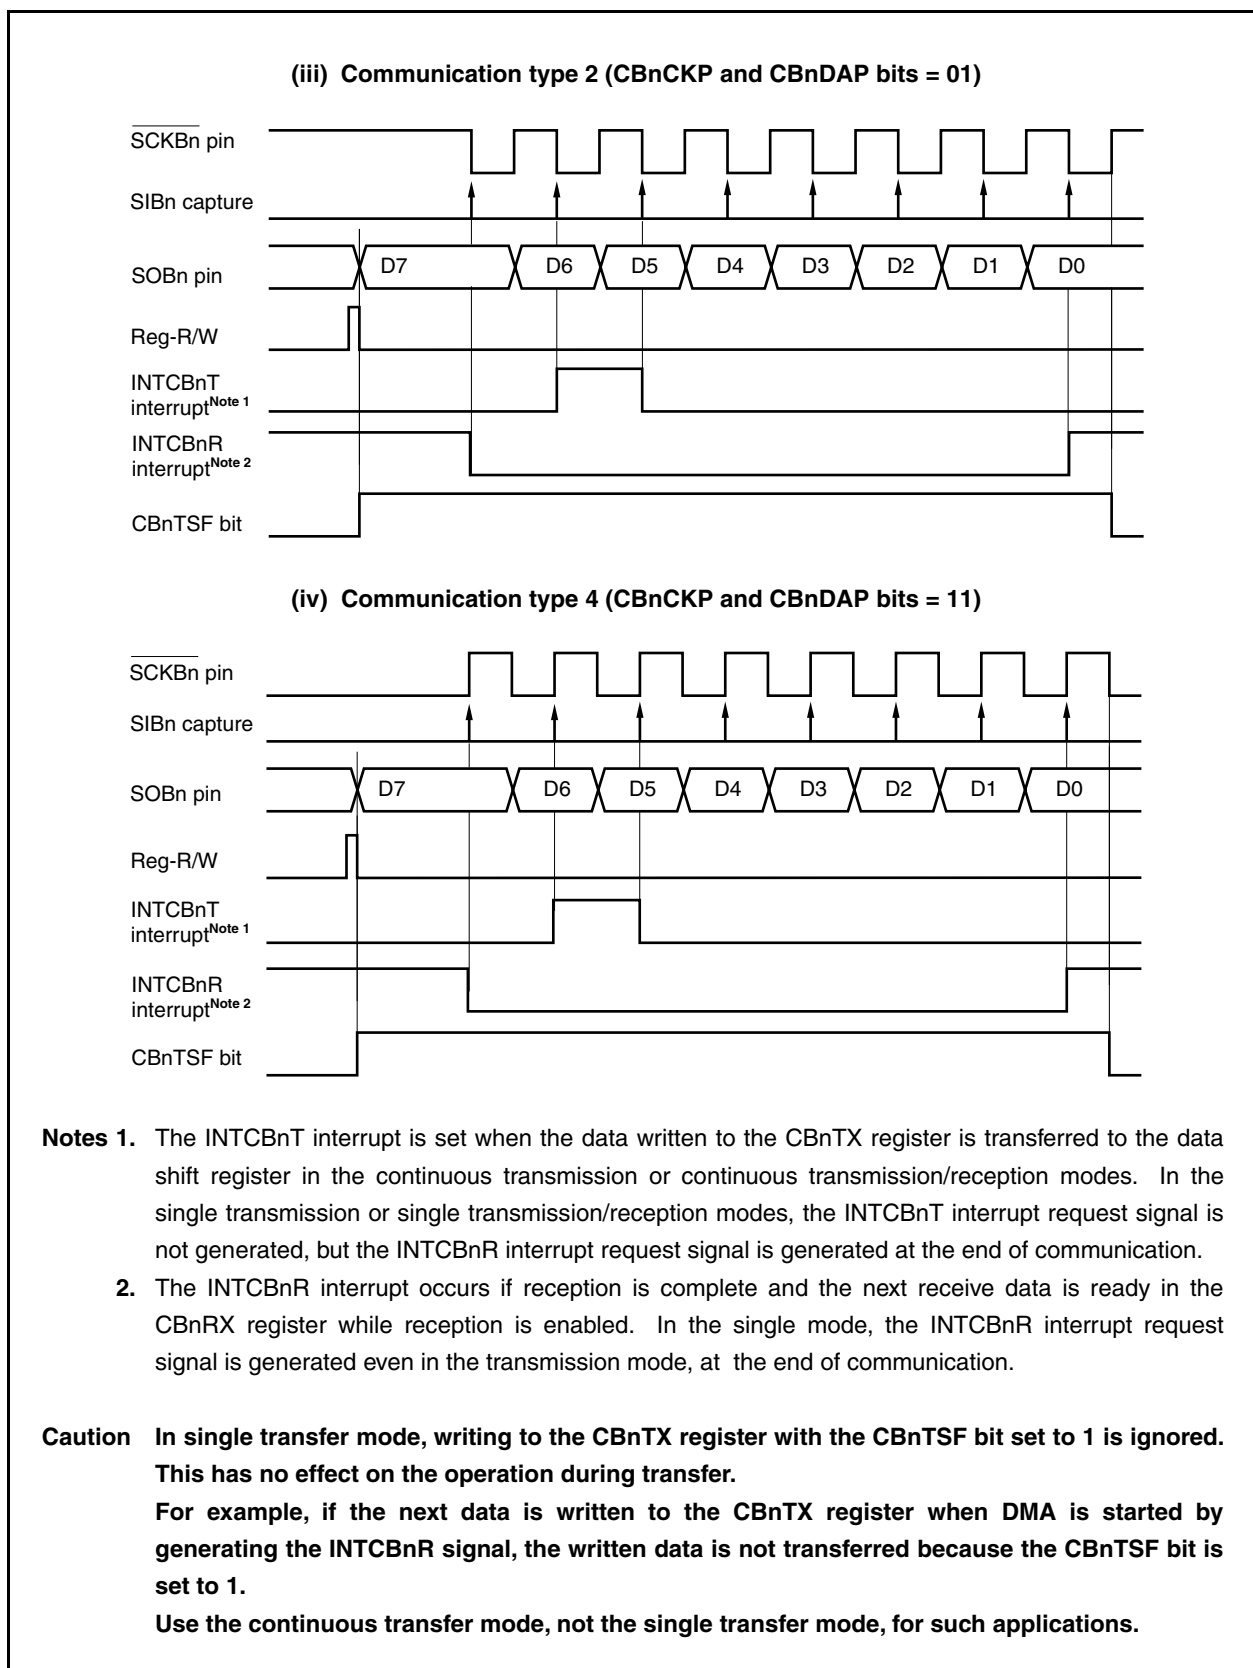 (iii) Communication type 2 (CBnCKP and CBnDAP bits = 01)
SCKBn pin
SIBn capture
SOBn pin
D7 D6 D5 D4 D3 D2 D1 D0
Reg-R/W
INTCBnT
interrupt Note 1
INTCBnR
interrupt Note 2
CBnTSF bit
(iv) Communication type 4 (CBnCKP and CBnDAP bits = 11)
SCKBn pin
SIBn capture
SOBn pin
D7 D6 D5 D4 D3 D2 D1 D0
Reg-R/W
INTCBnT
interrupt Note 1
INTCBnR
interrupt Note 2
CBnTSF bit
Notes 1. The INTCBnT interrupt is set when the data written to the CBnTX register is transferred to the data
shift register in the continuous transmission or continuous transmission/reception modes. In the
single transmission or single transmission/reception modes, the INTCBnT interrupt request signal is
not generated, but the INTCBnR interrupt request signal is generated at the end of communication.
2. The INTCBnR interrupt occurs if reception is complete and the next receive data is ready in the
CBnRX register while reception is enabled. In the single mode, the INTCBnR interrupt request
signal is generated even in the transmission mode, at the end of communication.
Caution In single transfer mode, writing to the CBnTX register with the CBnTSF bit set to 1 is ignored.
This has no effect on the operation during transfer.
For example, if the next data is written to the CBnTX register when DMA is started by
generating the INTCBnR signal, the written data is not transferred because the CBnTSF bit is
set to 1.
Use the continuous transfer mode, not the single transfer mode, for such applications.